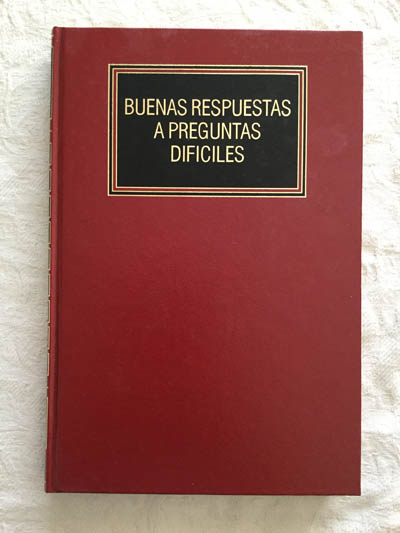 BUENAS RESPUESTAS
A PREGUNTAS
DIFICILES